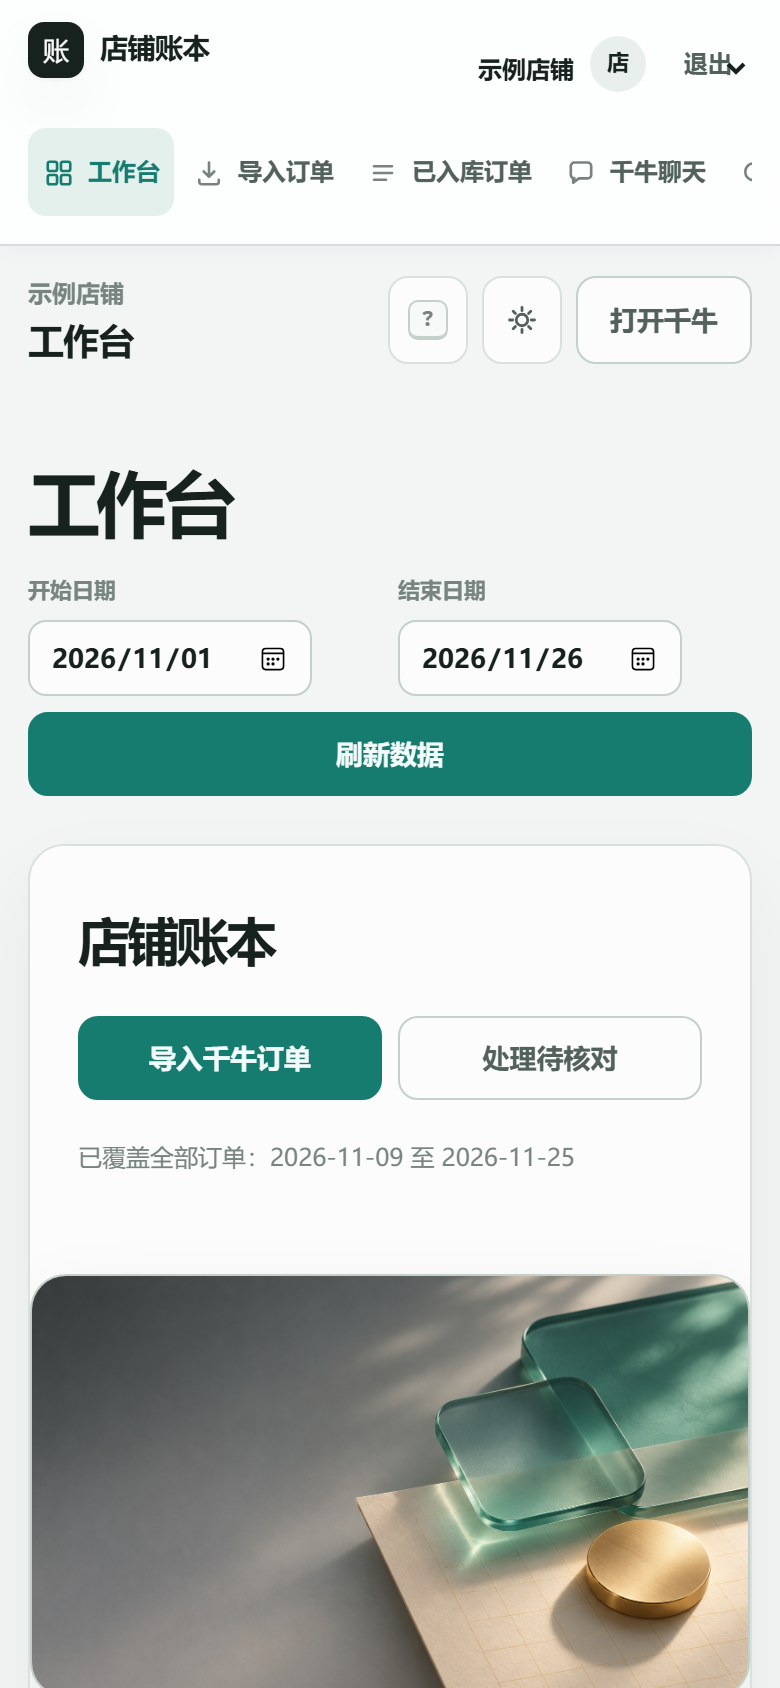 账 店铺账本
示例店铺 店 退出
工作台 导入订单 已入库订单 千牛聊天
示例店铺
工作台
? 打开千牛
工作台
开始日期 结束日期
2026/11/01 2026/11/26
刷新数据
店铺账本
导入千牛订单 处理待核对
已覆盖全部订单：2026-11-09 至 2026-11-25